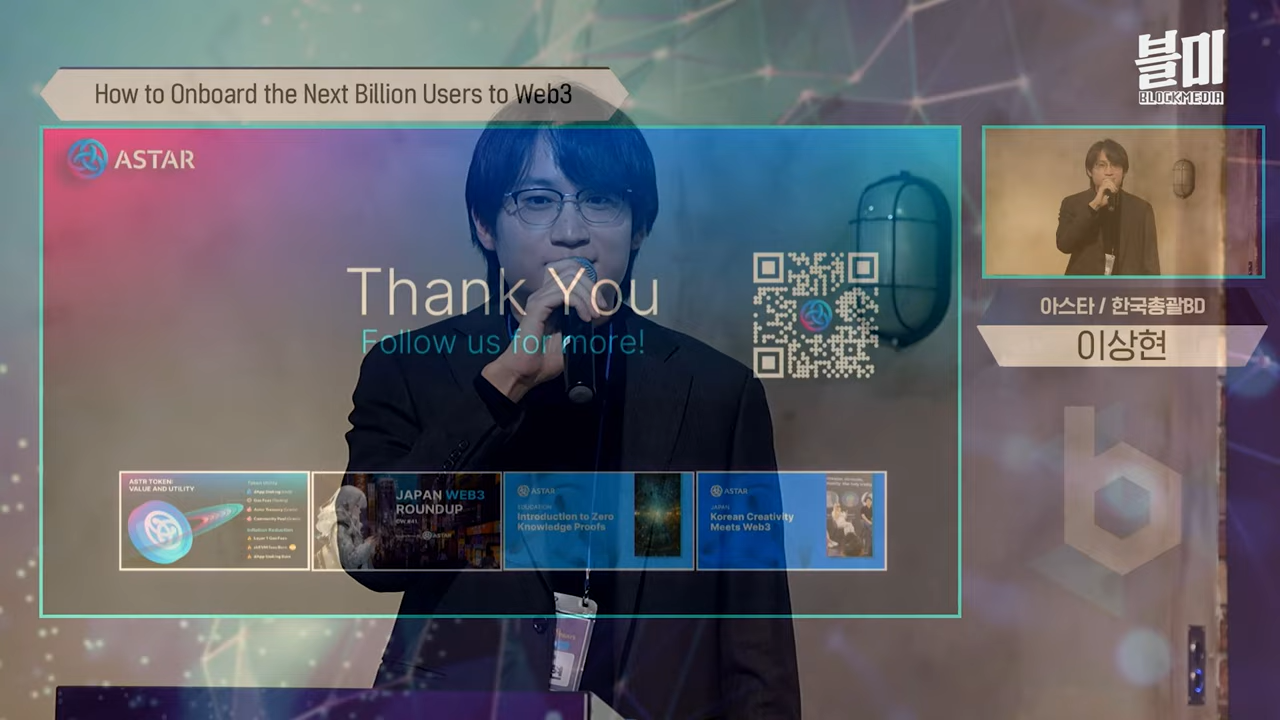 블미
BLOCKMEDIA
How to Onboard the Next Billion Users to Web3
ASTAR
Thank You
Follow us for more!
아스타 / 한국총괄BD
이상현
ASTR TOKEN:
VALUE AND UTILITY
JAPAN WEB3
ROUNDUP
ASTAR
EDUCATION
Introduction to Zero
Knowledge Proofs
ASTAR
JAPAN
Korean Creativity
Meets Web3